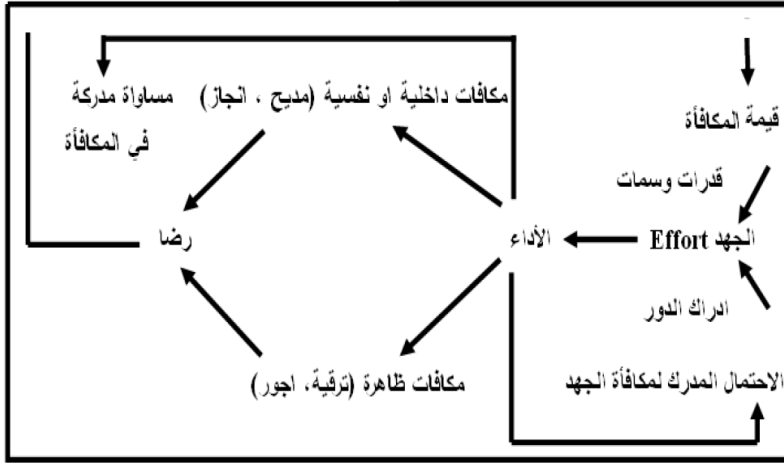 مكافات داخلية او نفسية (مديح ، انجاز)
مساواة مدركة
في المكافأة
قيمة المكافأة
قدرات وسمات
الجهد Effort
الأداء
رضا
ادراك الدور
الاحتمال المدرك لمكافأة الجهد
مكافات ظاهرة (ترقية، اجور)